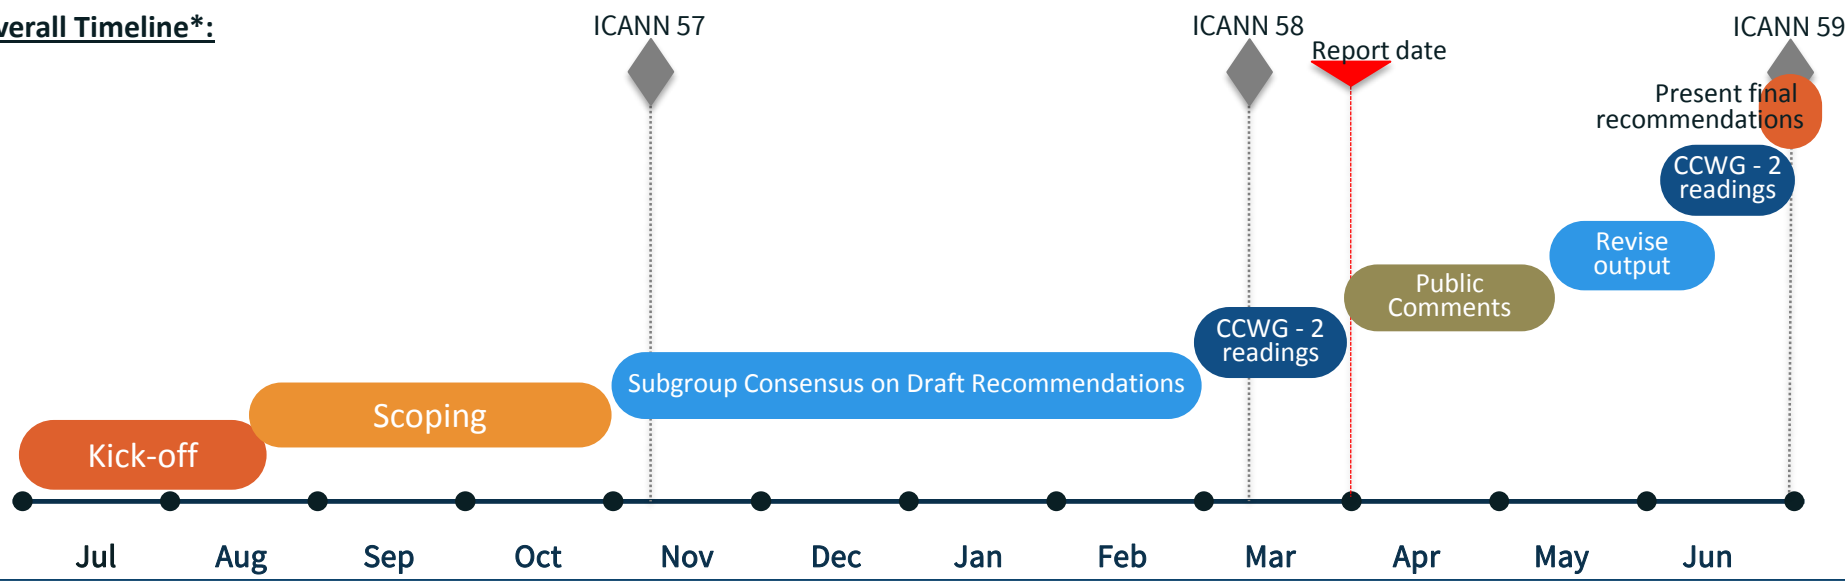 verall Timeline*:
ICANN 57
ICANN 58
ICANN 59
Report date
Present final
recommendations
CCWG - 2
readings
Revise
output
Public
Comments
CCWG - 2
readings
Subgroup Consensus on Draft Recommendations
Scoping
Kick-off
Jul Aug Sep Oct Nov Dec Jan Feb Mar Apr May Jun